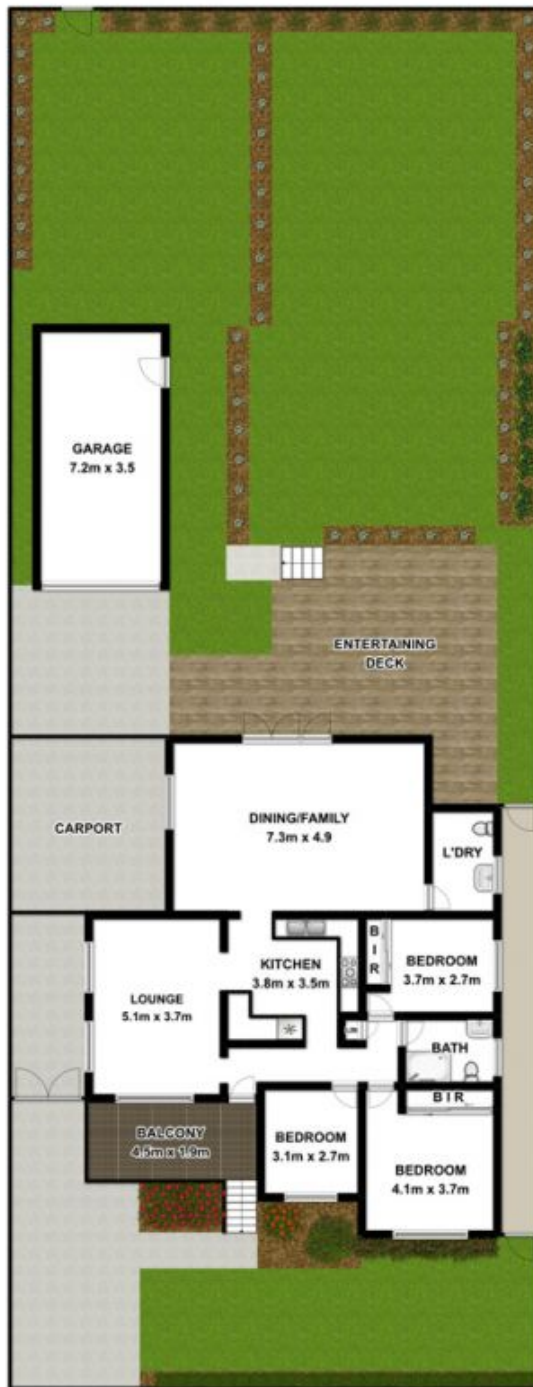 GARAGE
7.2m x 3.5
ENTERTAINING
DECK
CARPORT
DINING/FAMILY
7.3m x 4.9
L'DRY
LOUNGE
5.1m x 3.7m
KITCHEN
3.8m x 3.5m
BIR
BEDROOM
3.7m x 2.7m
BATH
BIR
BALCONY
4.5m x 1.9m
BEDROOM
3.1m x 2.7m
BEDROOM
4.1m x 3.7m